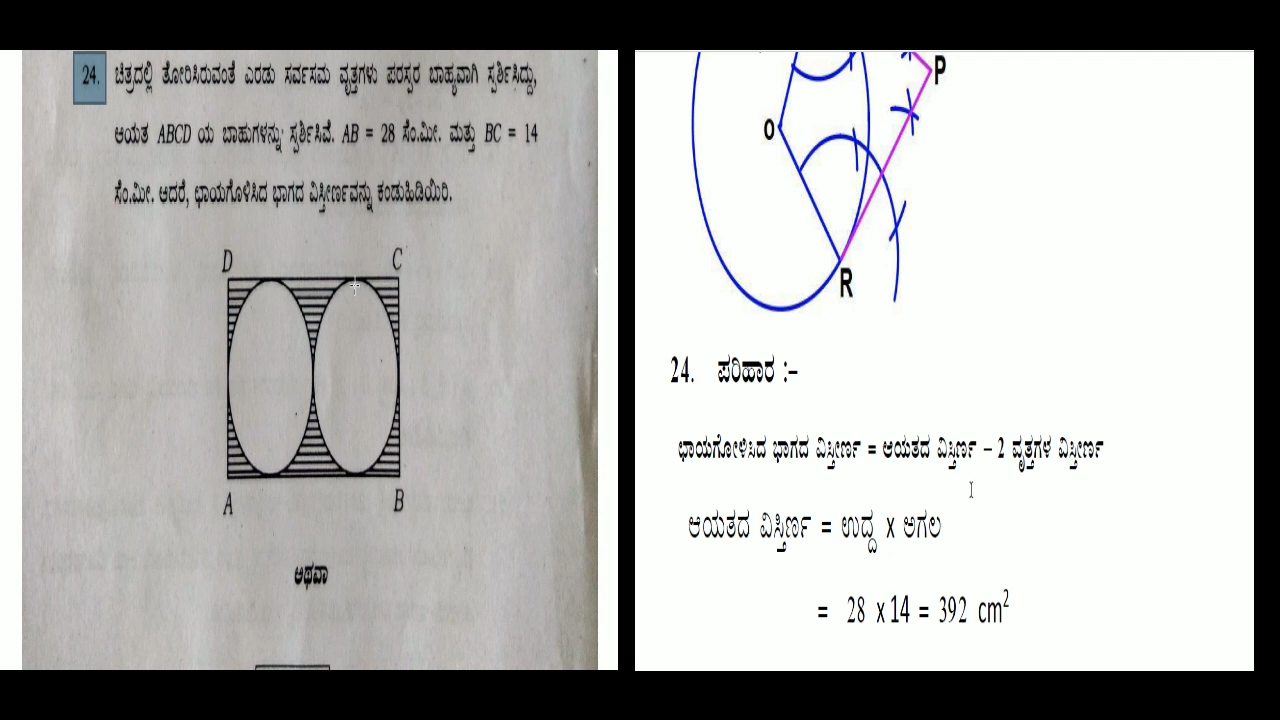 24. ಚಿತ್ರದಲ್ಲಿ ತೋರಿಸಿರುವಂತೆ ಎರಡು ಸರ್ವಸಮ ವೃತ್ತಗಳು ಪರಸ್ಪರ ಬಾಹ್ಯವಾಗಿ ಸ್ಪರ್ಶಿಸಿದ್ದು,
ಆಯತ ABCD ಯ ಬಾಹುಗಳನ್ನು ಸ್ಪರ್ಶಿಸಿವೆ. AB = 28 ಸೆಂ.ಮೀ. ಮತ್ತು BC = 14
ಸೆಂ.ಮೀ. ಆದರೆ, ಛಾಯಗೊಳಿಸಿದ ಭಾಗದ ವಿಸ್ತೀರ್ಣವನ್ನು ಕಂಡುಹಿಡಿಯಿರಿ.
D C
A B
ಅಥವಾ
P
O
R
24. ಪರಿಹಾರ :-
ಛಾಯಗೋಳಿಸಿದ ಭಾಗದ ವಿಸ್ತೀರ್ಣ = ಆಯತದ ವಿಸ್ತಿರ್ಣ – 2 ವೃತ್ತಗಳ ವಿಸ್ತೀರ್ಣ
ಆಯತದ ವಿಸ್ತಿರ್ಣ = ಉದ್ದ x ಅಗಲ
= 28 x 14 = 392 cm²